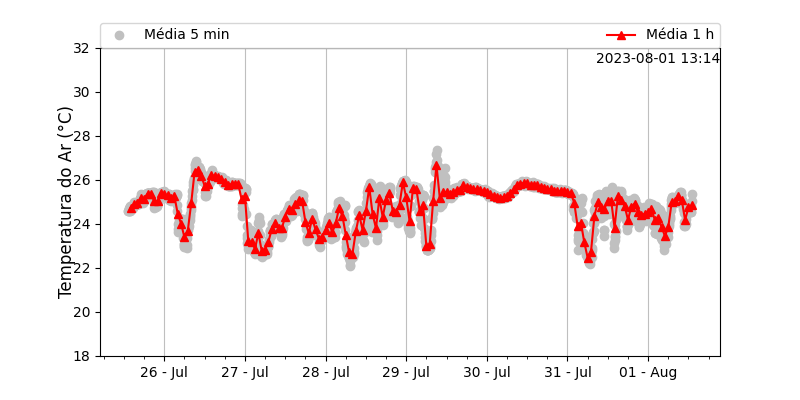 Média 5 min
Média 1 h
2023-08-01 13:14
Temperatura do Ar (°C)
32
30
28
26
24
22
20
18
26 - Jul
27 - Jul
28 - Jul
29 - Jul
30 - Jul
31 - Jul
01 - Aug